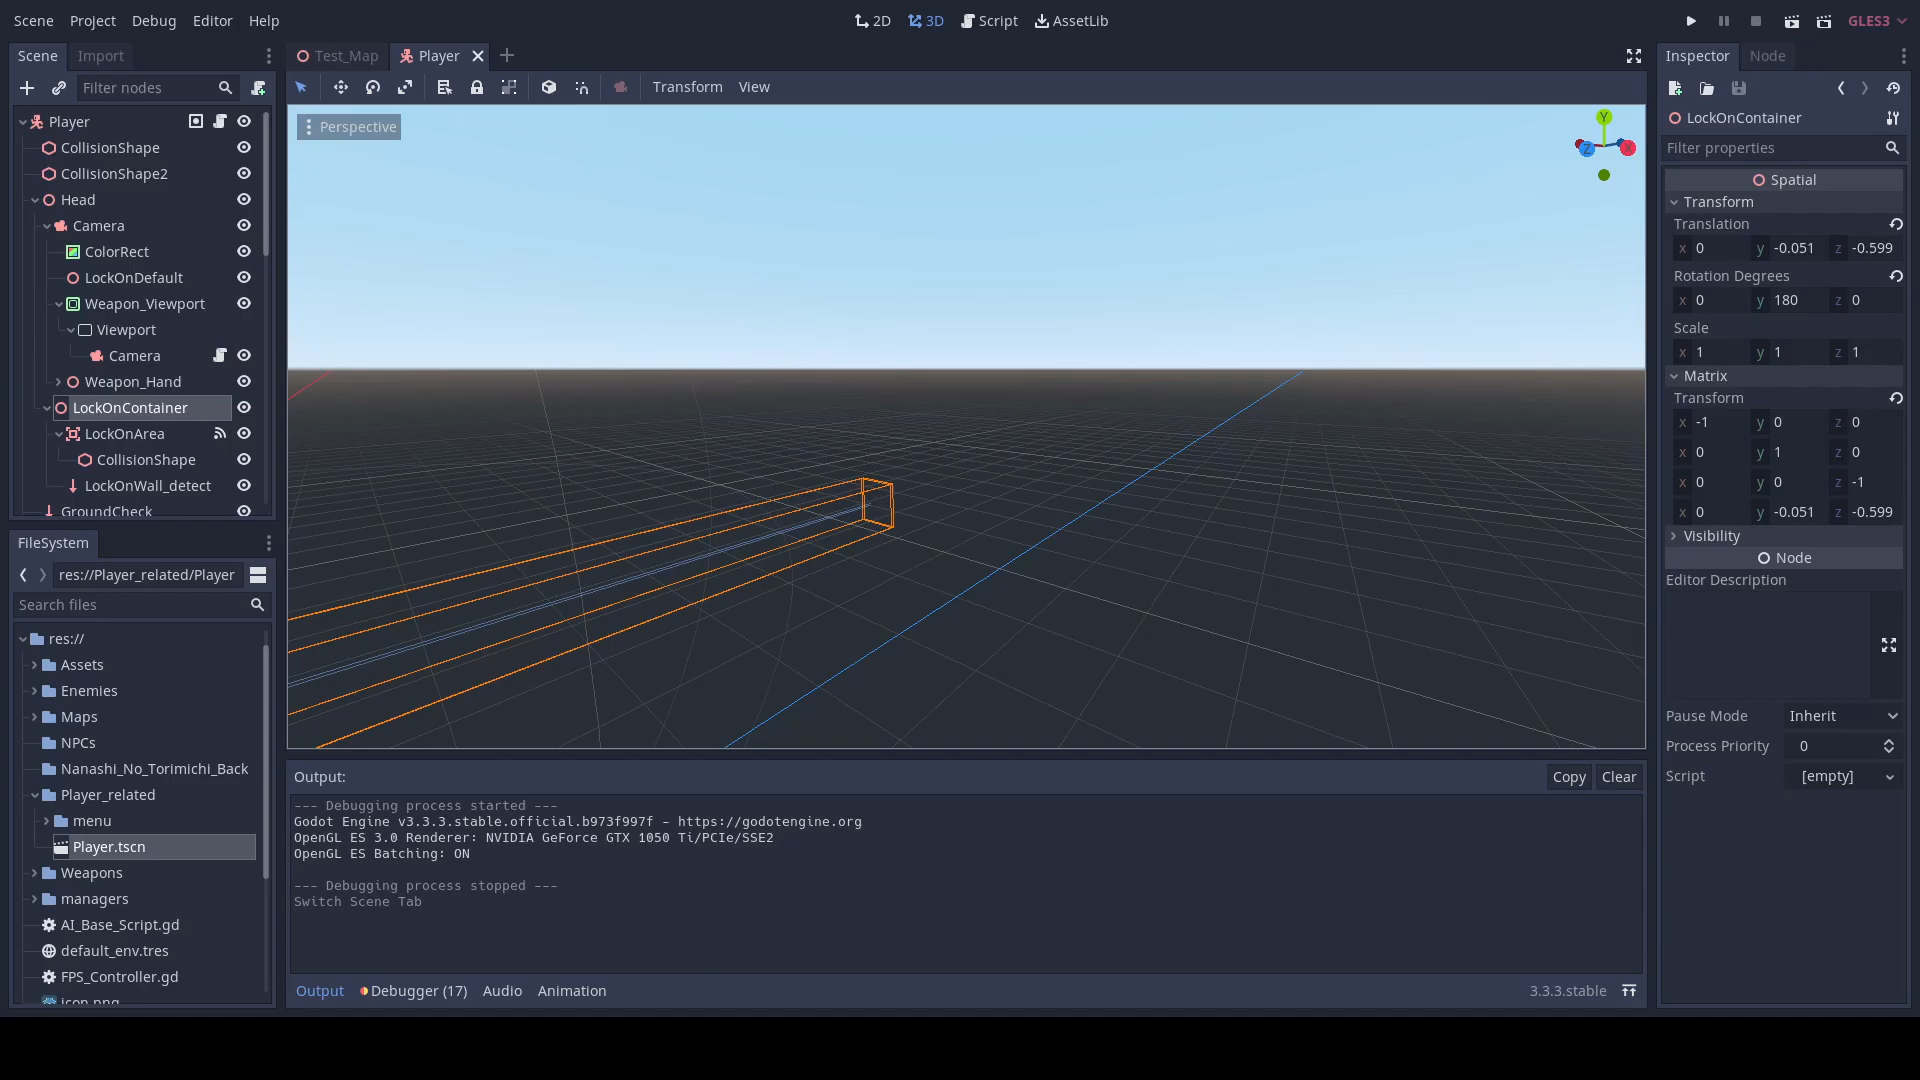 Scene Project Debug Editor Help
2D 3D Script AssetLib
GLES3
Scene Import
Filter nodes
Player
CollisionShape
CollisionShape2
Head
Camera
ColorRect
LockOnDefault
Weapon_Viewport
Viewport
Camera
Weapon_Hand
LockOnContainer
LockOnArea
CollisionShape
LockOnWall_detect
GroundCheck
FileSystem
res://Player_related/Player
Search files
res://
Assets
Enemies
Maps
NPCs
Nanashi_No_Torimichi_Back
Player_related
menu
Player.tscn
Weapons
managers
AI_Base_Script.gd
default_env.tres
FPS_Controller.gd
icon.png
Test_Map Player
Transform View
Perspective
Y
Z X
Output: Copy Clear
--- Debugging process started ---
Godot Engine v3.3.3.stable.official.b973f997f - https://godotengine.org
OpenGL ES 3.0 Renderer: NVIDIA GeForce GTX 1050 Ti/PCIe/SSE2
OpenGL ES Batching: ON
--- Debugging process stopped ---
Switch Scene Tab
Output Debugger (17) Audio Animation 3.3.3.stable
Inspector Node
LockOnContainer
Filter properties
Spatial
Transform
Translation
x 0 y -0.051 z -0.599
Rotation Degrees
x 0 y 180 z 0
Scale
x 1 y 1 z 1
Matrix
Transform
x -1 y 0 z 0
x 0 y 1 z 0
x 0 y 0 z -1
x 0 y -0.051 z -0.599
Visibility
Node
Editor Description
Pause Mode Inherit
Process Priority 0
Script [empty]